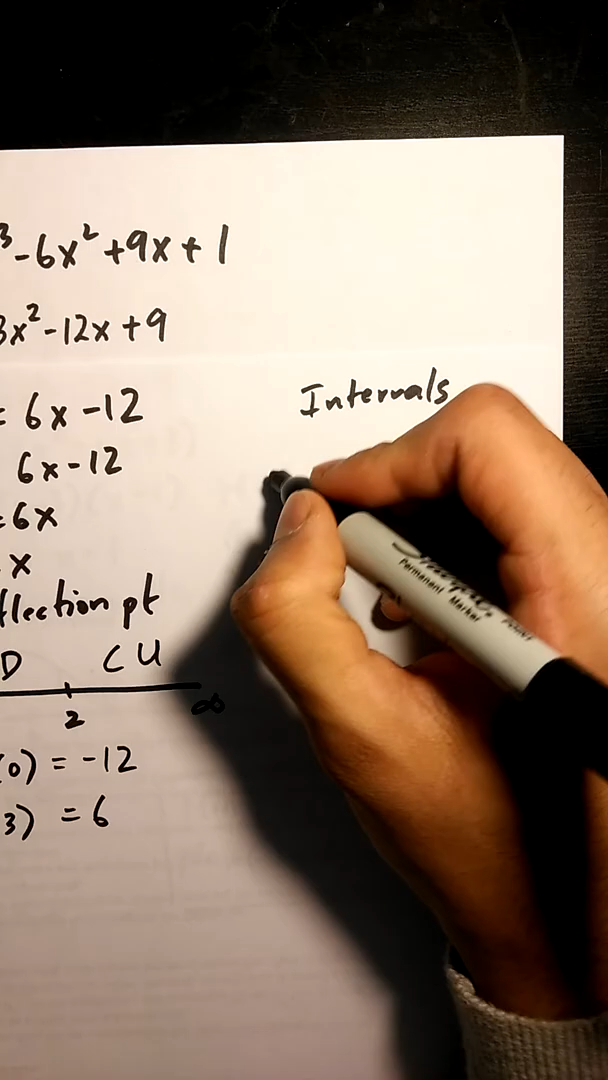 3-6x²+9x+1
3x²-12x+9
= 6x-12
Intervals
6x-12
=6x
x
flection pt
D CU
2 ∞
(0) = -12
3) = 6
Sharpie
Permanent Marker